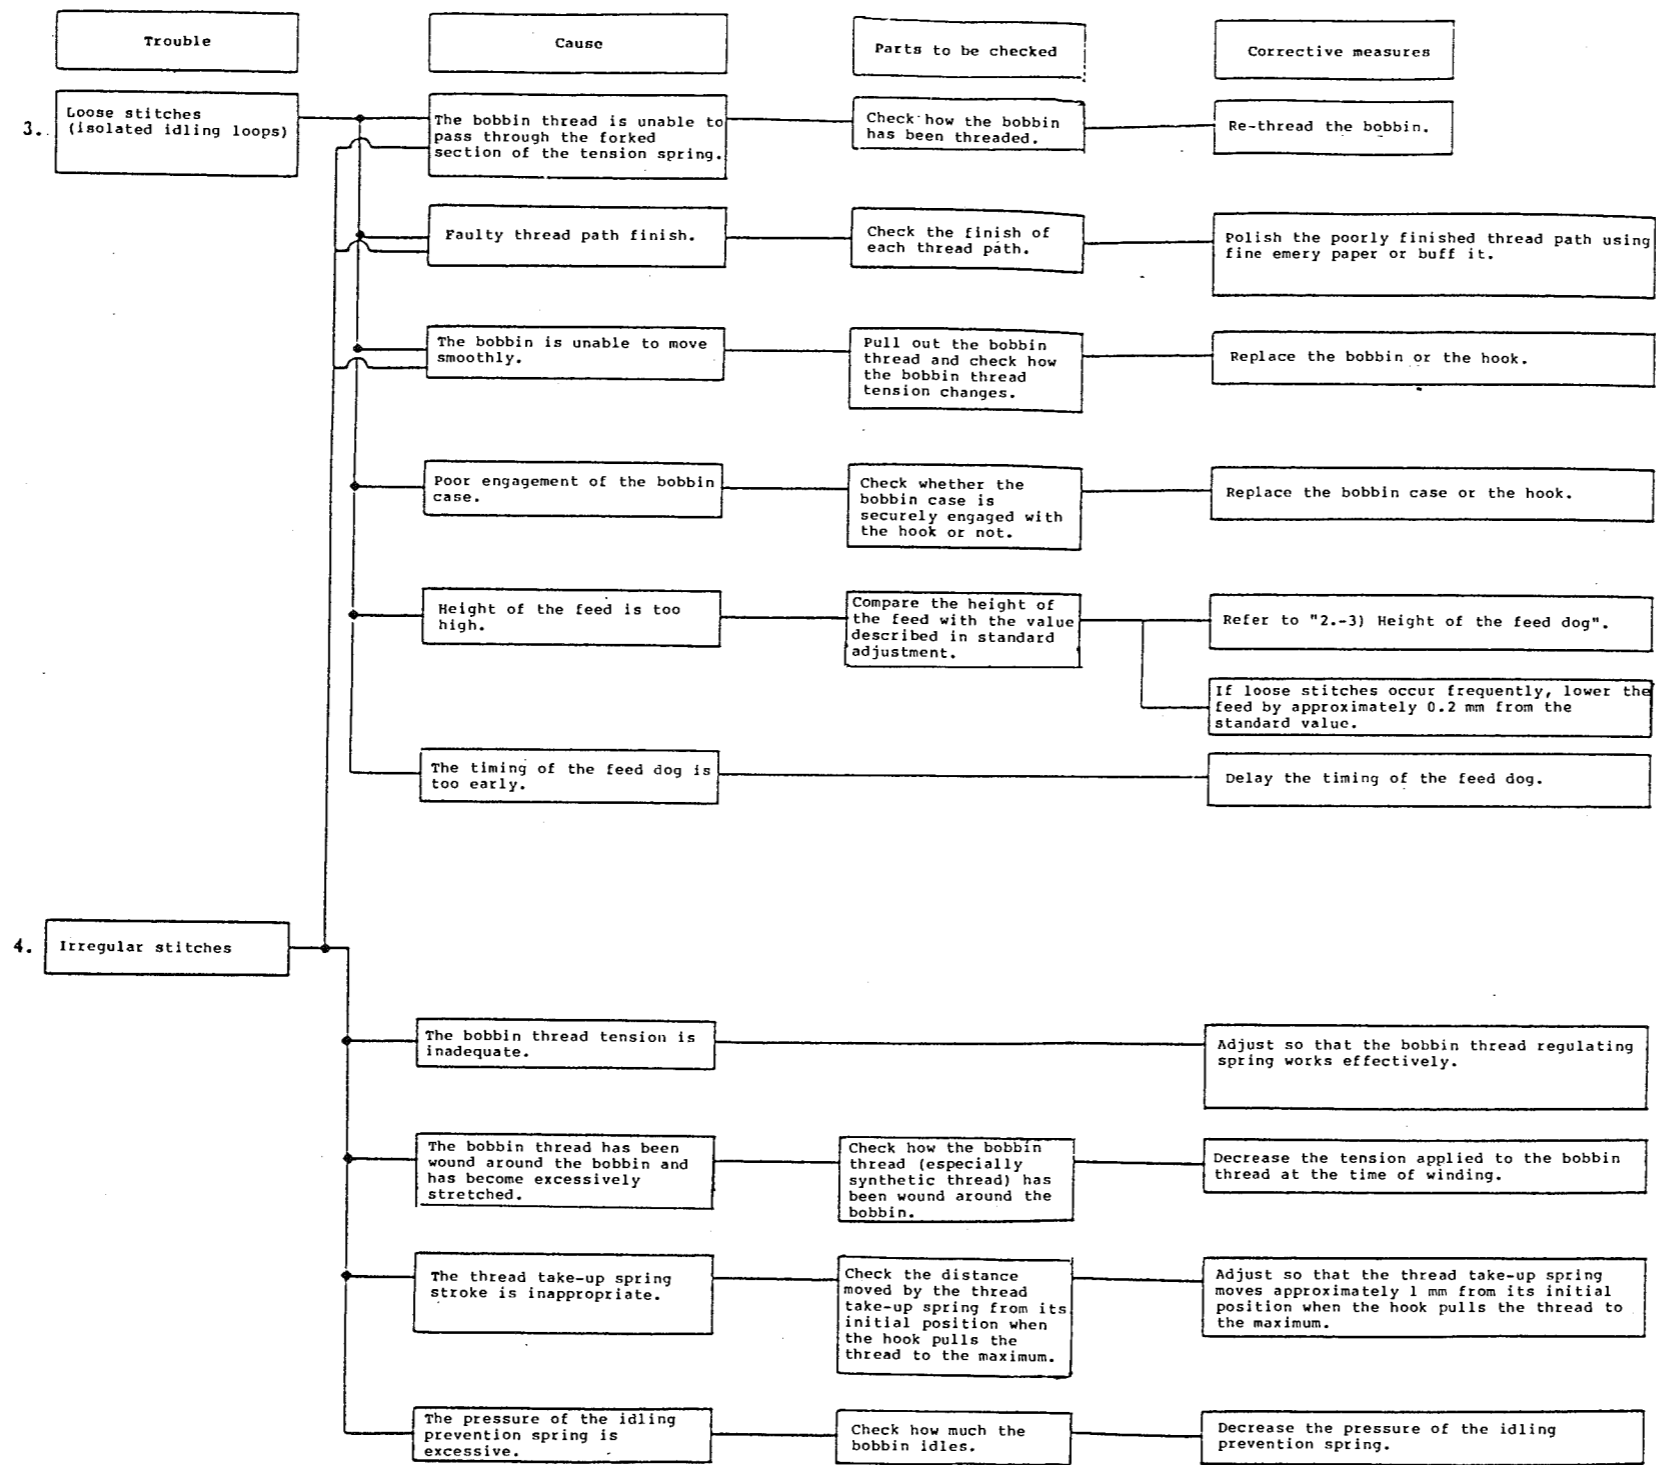 Trouble
Cause
Parts to be checked
Corrective measures
3.
Loose stitches
(isolated idling loops)
The bobbin thread is unable to
pass through the forked
section of the tension spring.
Check how the bobbin
has been threaded.
Re-thread the bobbin.
Faulty thread path finish.
Check the finish of
each thread path.
Polish the poorly finished thread path using
fine emery paper or buff it.
The bobbin is unable to move
smoothly.
Pull out the bobbin
thread and check how
the bobbin thread
tension changes.
Replace the bobbin or the hook.
Poor engagement of the bobbin
case.
Check whether the
bobbin case is
securely engaged with
the hook or not.
Replace the bobbin case or the hook.
Height of the feed is too
high.
Compare the height of
the feed with the value
described in standard
adjustment.
Refer to "2.-3) Height of the feed dog".
If loose stitches occur frequently, lower the
feed by approximately 0.2 mm from the
standard value.
The timing of the feed dog is
too early.
Delay the timing of the feed dog.
4.
Irregular stitches
The bobbin thread tension is
inadequate.
Adjust so that the bobbin thread regulating
spring works effectively.
The bobbin thread has been
wound around the bobbin and
has become excessively
stretched.
Check how the bobbin
thread (especially
synthetic thread) has
been wound around the
bobbin.
Decrease the tension applied to the bobbin
thread at the time of winding.
The thread take-up spring
stroke is inappropriate.
Check the distance
moved by the thread
take-up spring from its
initial position when
the hook pulls the
thread to the maximum.
Adjust so that the thread take-up spring
moves approximately 1 mm from its initial
position when the hook pulls the thread to
the maximum.
The pressure of the idling
prevention spring is
excessive.
Check how much the
bobbin idles.
Decrease the pressure of the idling
prevention spring.